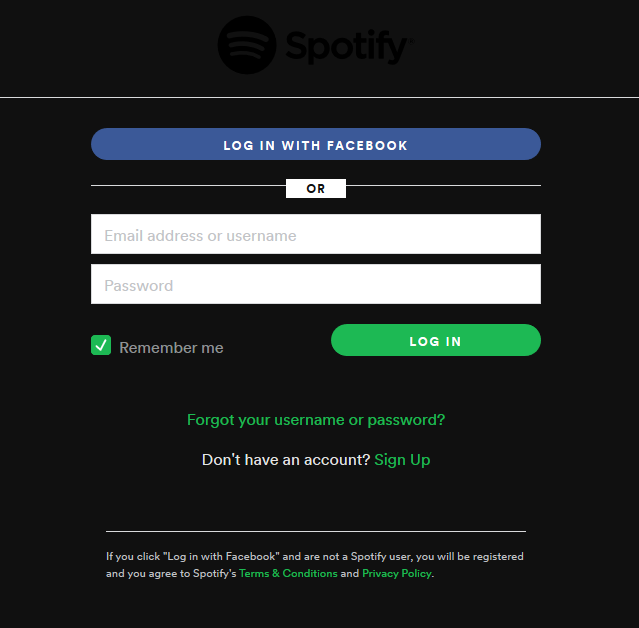 Spotify®
LOG IN WITH FACEBOOK
OR
Email address or username
Password
Remember me
LOG IN
Forgot your username or password?
Don't have an account? Sign Up
If you click "Log in with Facebook" and are not a Spotify user, you will be registered
and you agree to Spotify's Terms & Conditions and Privacy Policy.